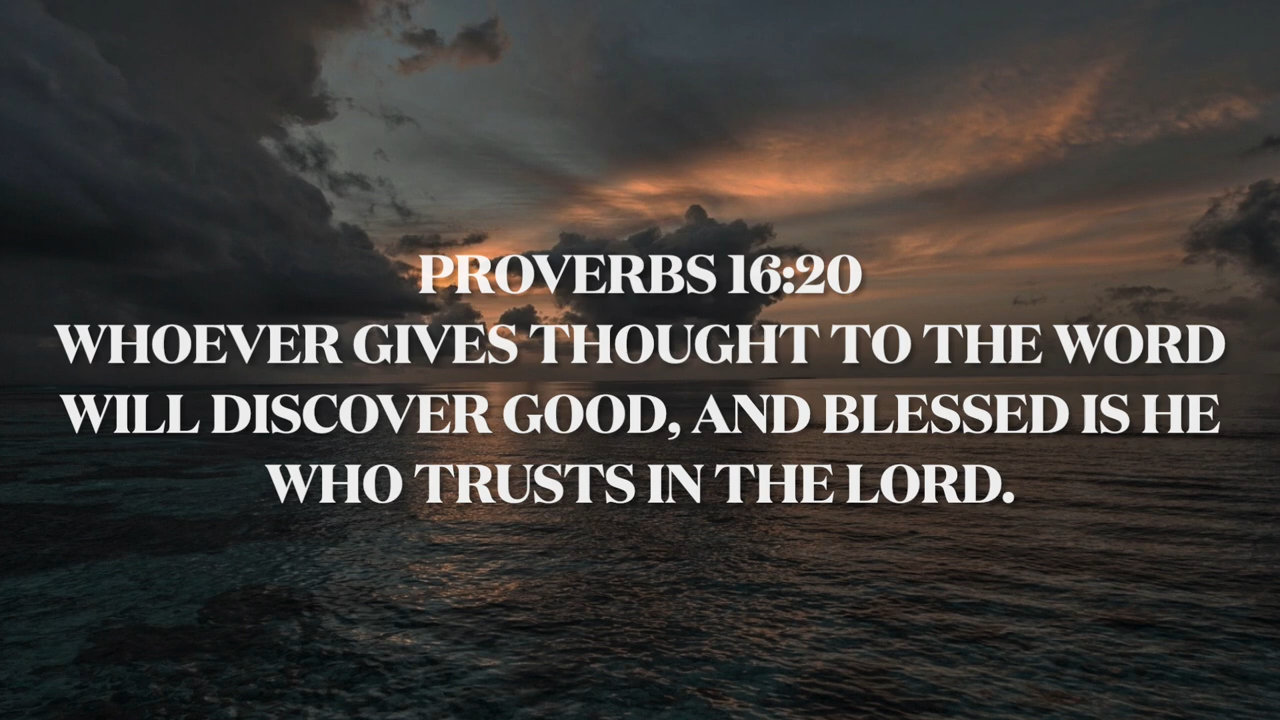 PROVERBS 16:20
WHOEVER GIVES THOUGHT TO THE WORD
WILL DISCOVER GOOD, AND BLESSED IS HE
WHO TRUSTS IN THE LORD.